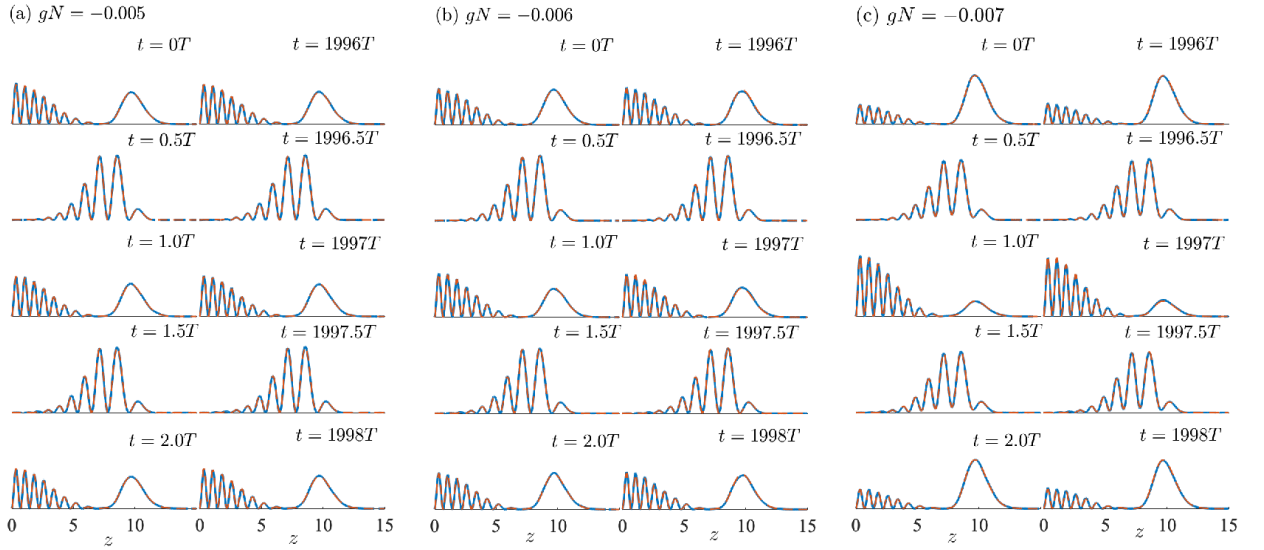 (a) gN = −0.005 (b) gN = −0.006 (c) gN = −0.007
t = 0T t = 1996T t = 0T t = 1996T t = 0T t = 1996T
t = 0.5T t = 1996.5T t = 0.5T t = 1996.5T t = 0.5T t = 1996.5T
t = 1.0T t = 1997T t = 1.0T t = 1997T t = 1.0T t = 1997T
t = 1.5T t = 1997.5T t = 1.5T t = 1997.5T t = 1.5T t = 1997.5T
t = 2.0T t = 1998T t = 2.0T t = 1998T t = 2.0T t = 1998T
0 5 10 0 5 10 15 0 5 10 0 5 10 15 0 5 10 0 5 10 15
z z z z z z